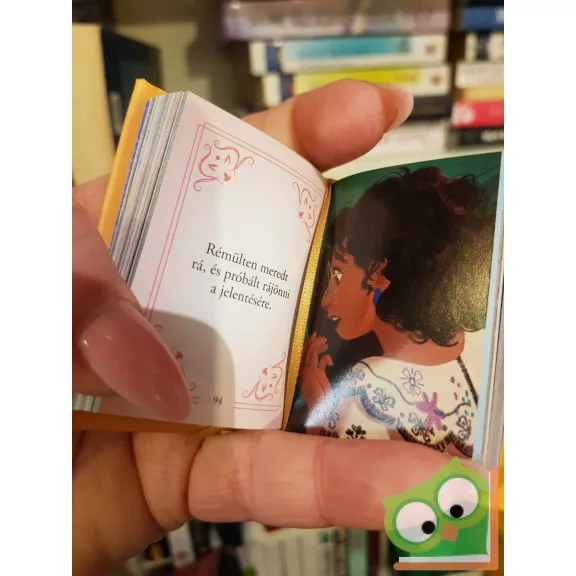 Rémülten meredt
rá, és próbált rájönni
a jelentésére.
94